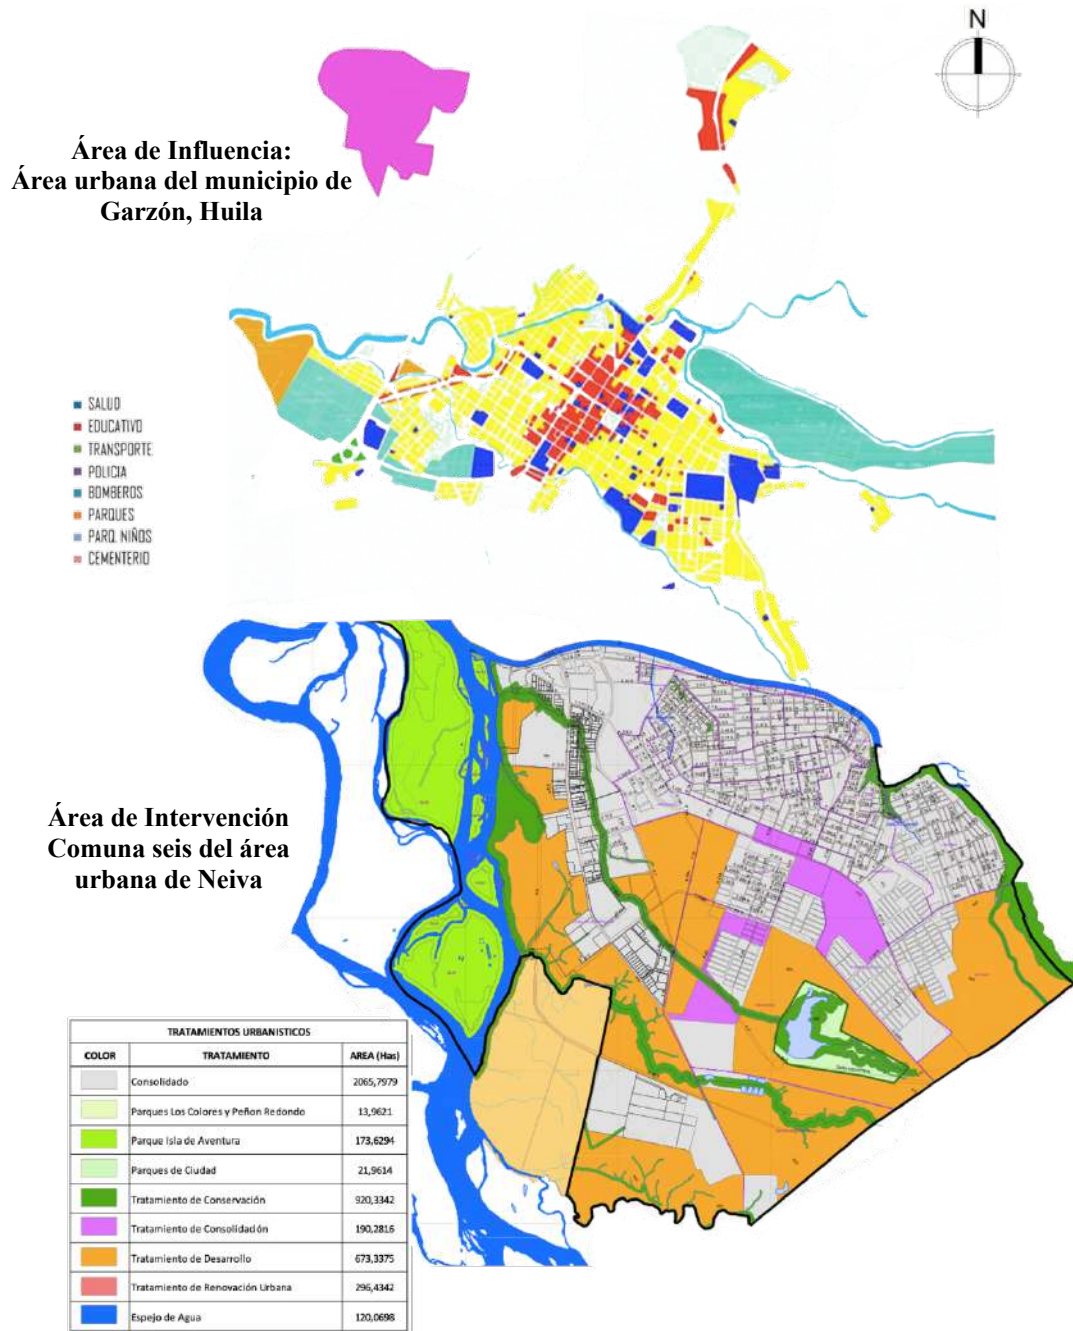 N
Área de Influencia:
Área urbana del municipio de
Garzón, Huila
SALUD
EDUCATIVO
TRANSPORTE
POLICIA
BOMBEROS
PARQUES
PARQ. NIÑOS
CEMENTERIO
Área de Intervención
Comuna seis del área
urbana de Neiva
TRATAMIENTOS URBANISTICOS
COLOR TRATAMIENTO AREA (Has)
Consolidado 2065,7979
Parques Los Colores y Peñon Redondo 13,9621
Parque Isla de Aventura 173,6294
Parques de Ciudad 21,9614
Tratamiento de Conservación 920,3342
Tratamiento de Consolidación 190,2816
Tratamiento de Desarrollo 673,3375
Tratamiento de Renovación Urbana 296,4342
Espejo de Agua 120,0698